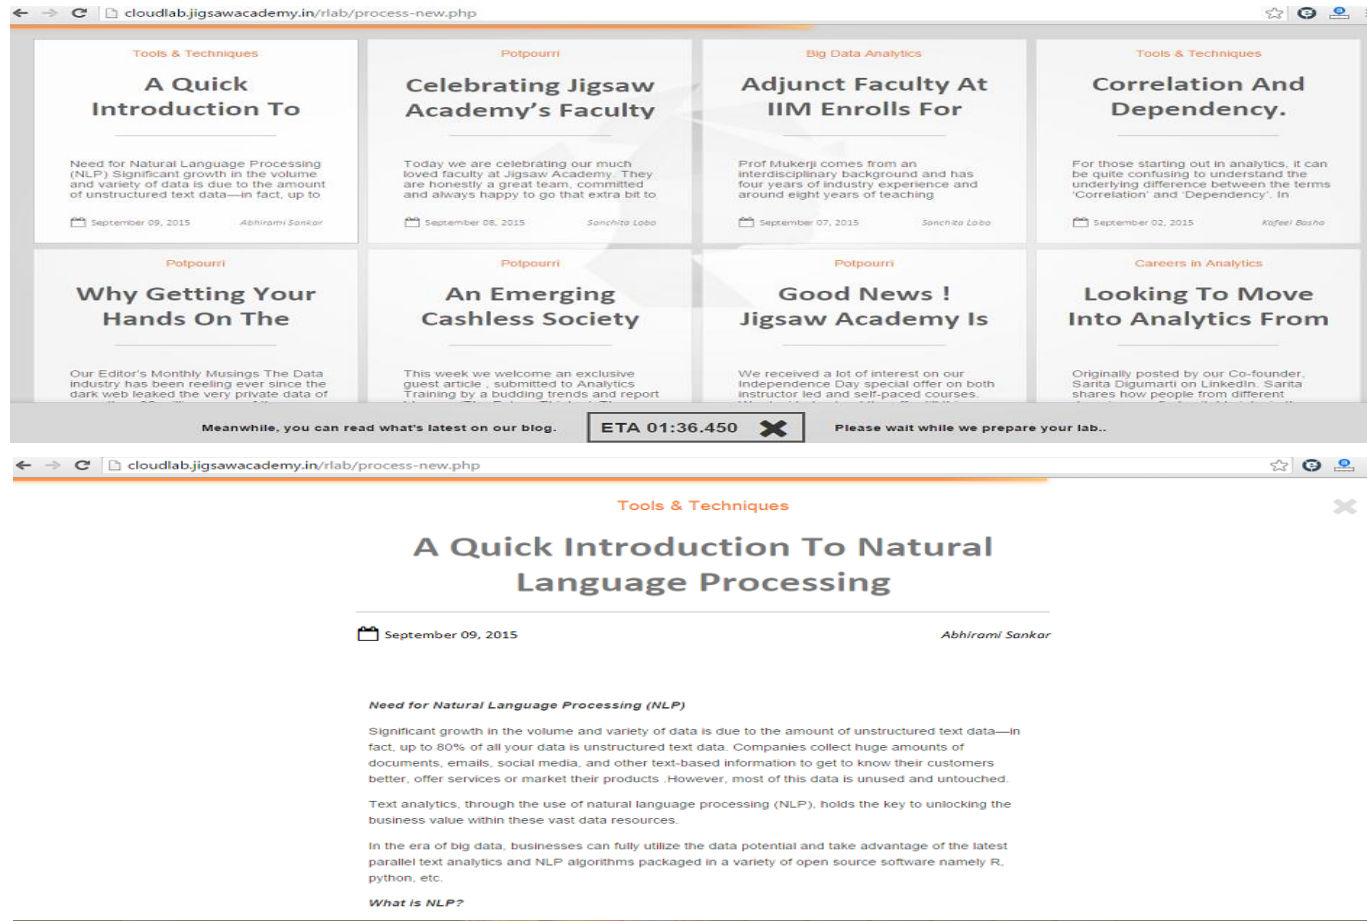 cloudlab.jigsawacademy.in/rlab/process-new.php
Tools & Techniques
A Quick
Introduction To
Need for Natural Language Processing
(NLP) Significant growth in the volume
and variety of data is due to the amount
of unstructured text data—in fact, up to
September 09, 2015 Abhirami Sankar
Potpourri
Celebrating Jigsaw
Academy's Faculty
Today we are celebrating our much
loved faculty at Jigsaw Academy. They
are honestly a great team, committed
and always happy to go that extra bit to
September 08, 2015 Sanchita Lobo
Big Data Analytics
Adjunct Faculty At
IIM Enrolls For
Prof Mukerji comes from an
interdisciplinary background and has
four years of industry experience and
around eight years of teaching
September 07, 2015 Sanchita Lobo
Tools & Techniques
Correlation And
Dependency.
For those starting out in analytics, it can
be quite confusing to understand the
underlying difference between the terms
'Correlation' and 'Dependency'. In
September 02, 2015 Kafeel Basha
Potpourri
Why Getting Your
Hands On The
Our Editor's Monthly Musings The Data
industry has been reeling ever since the
dark web leaked the very private data of
Potpourri
An Emerging
Cashless Society
This week we welcome an exclusive
guest article , submitted to Analytics
Training by a budding trends and report
Potpourri
Good News !
Jigsaw Academy Is
We received a lot of interest on our
Independence Day special offer on both
instructor led and self-paced courses.
Careers in Analytics
Looking To Move
Into Analytics From
Originally posted by our Co-founder,
Sarita Digumarti on LinkedIn. Sarita
shares how people from different
Meanwhile, you can read what's latest on our blog.
ETA 01:36.450
Please wait while we prepare your lab..
cloudlab.jigsawacademy.in/rlab/process-new.php
Tools & Techniques
A Quick Introduction To Natural
Language Processing
September 09, 2015 Abhirami Sankar
Need for Natural Language Processing (NLP)
Significant growth in the volume and variety of data is due to the amount of unstructured text data—in
fact, up to 80% of all your data is unstructured text data. Companies collect huge amounts of
documents, emails, social media, and other text-based information to get to know their customers
better, offer services or market their products .However, most of this data is unused and untouched.
Text analytics, through the use of natural language processing (NLP), holds the key to unlocking the
business value within these vast data resources.
In the era of big data, businesses can fully utilize the data potential and take advantage of the latest
parallel text analytics and NLP algorithms packaged in a variety of open source software namely R,
python, etc.
What is NLP?